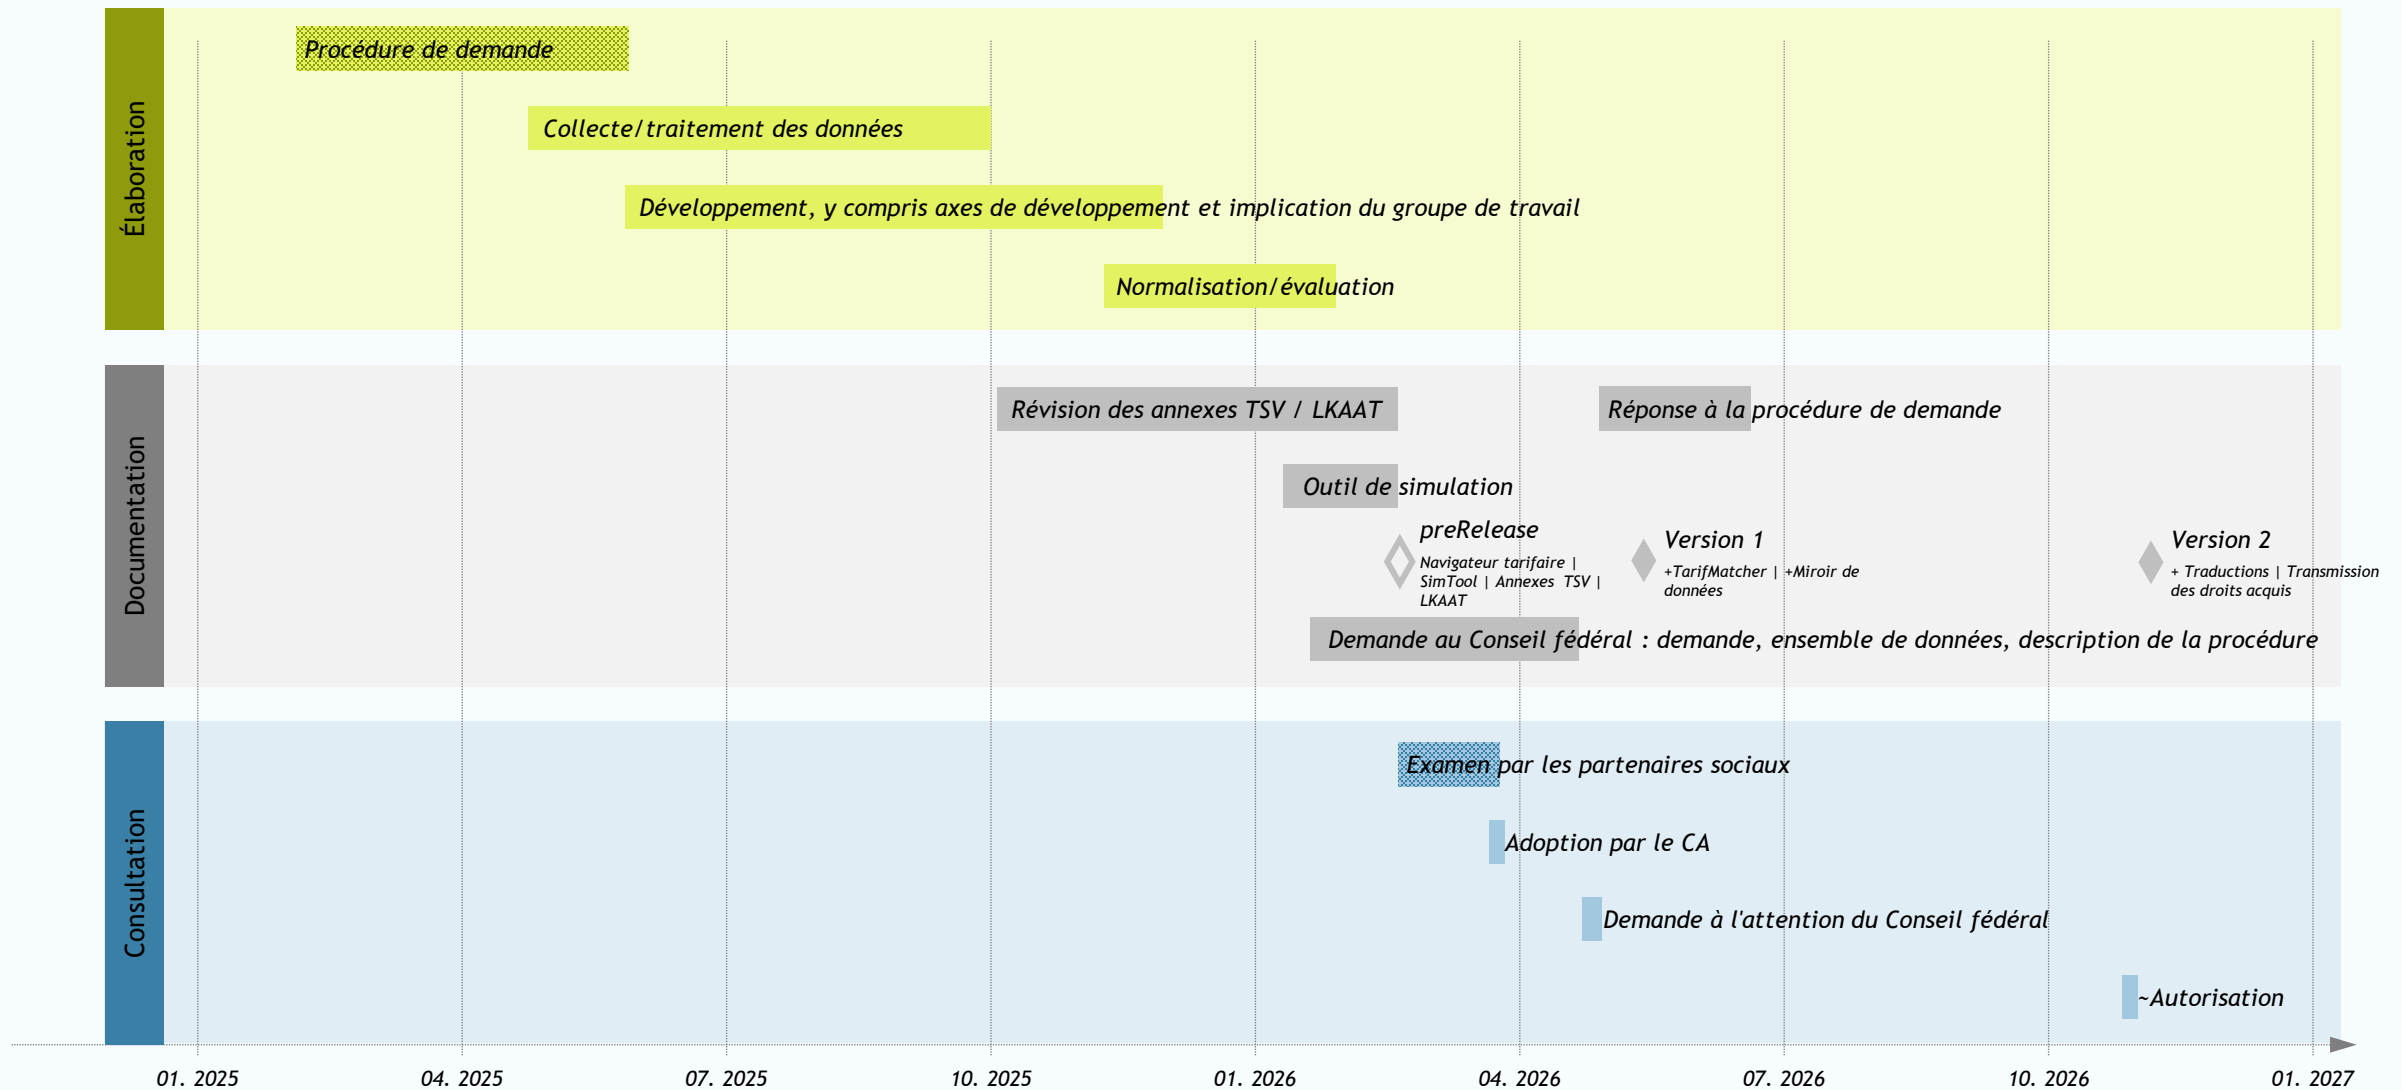 Élaboration
Procédure de demande
Collecte/traitement des données
Développement, y compris axes de développement et implication du groupe de travail
Normalisation/évaluation
Documentation
Révision des annexes TSV / LKAAT
Réponse à la procédure de demande
Outil de simulation
preRelease
Navigateur tarifaire |
SimTool | Annexes TSV |
LKAAT
Version 1
+TarifMatcher | +Miroir de
données
Version 2
+ Traductions | Transmission
des droits acquis
Demande au Conseil fédéral : demande, ensemble de données, description de la procédure
Consultation
Examen par les partenaires sociaux
Adoption par le CA
Demande à l'attention du Conseil fédéral
~Autorisation
01. 2025
04. 2025
07. 2025
10. 2025
01. 2026
04. 2026
07. 2026
10. 2026
01. 2027